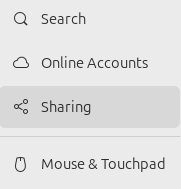 Search
Online Accounts
Sharing
Mouse & Touchpad